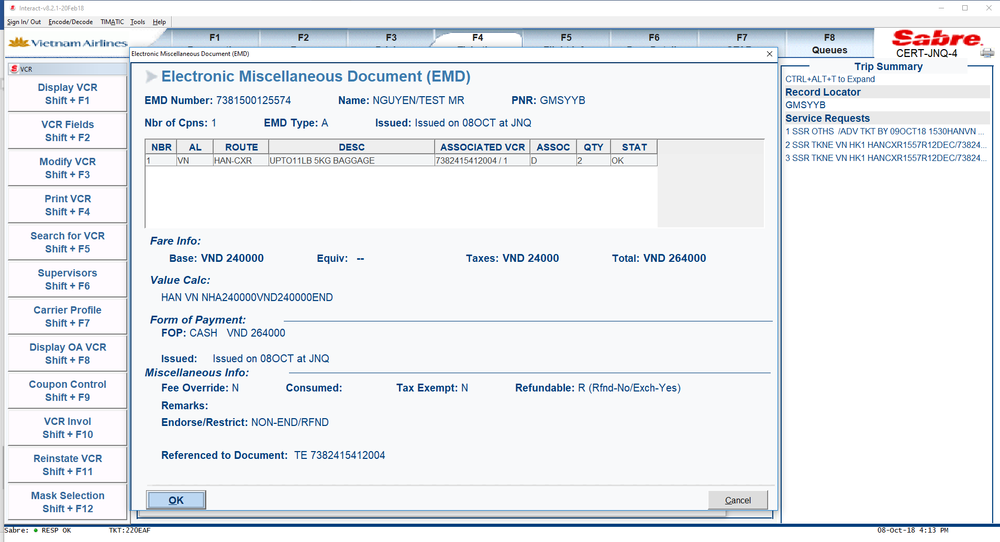 Interact-v8.2.1-20Feb18
Sign In/ Out Encode/Decode TIMATIC Tools Help
Vietnam Airlines
F1 F2 F3 F4 F5 F6 F7 F8
Queues
Sabre
CERT-JNQ-4
VCR
Display VCR
Shift + F1
VCR Fields
Shift + F2
Modify VCR
Shift + F3
Print VCR
Shift + F4
Search for VCR
Shift + F5
Supervisors
Shift + F6
Carrier Profile
Shift + F7
Display OA VCR
Shift + F8
Coupon Control
Shift + F9
VCR Invol
Shift + F10
Reinstate VCR
Shift + F11
Mask Selection
Shift + F12
Electronic Miscellaneous Document (EMD)
Electronic Miscellaneous Document (EMD)
EMD Number: 7381500125574 Name: NGUYEN/TEST MR PNR: GMSYYB
Nbr of Cpns: 1 EMD Type: A Issued: Issued on 08OCT at JNQ
NBR AL ROUTE DESC ASSOCIATED VCR ASSOC QTY STAT
1 VN HAN-CXR UPTO11LB 5KG BAGGAGE 7382415412004 / 1 D 2 OK
Fare Info:
Base: VND 240000 Equiv: -- Taxes: VND 24000 Total: VND 264000
Value Calc:
HAN VN NHA240000VND240000END
Form of Payment:
FOP: CASH VND 264000
Issued: Issued on 08OCT at JNQ
Miscellaneous Info:
Fee Override: N Consumed: Tax Exempt: N Refundable: R (Rfnd-No/Exch-Yes)
Remarks:
Endorse/Restrict: NON-END/RFND
Referenced to Document: TE 7382415412004
OK Cancel
Trip Summary
CTRL+ALT+T to Expand
Record Locator
GMSYYB
Service Requests
1 SSR OTHS /ADV TKT BY 09OCT18 1530HANVN ...
2 SSR TKNE VN HK1 HANCXR1557R12DEC/73824...
3 SSR TKNE VN HK1 HANCXR1557R12DEC/73824...
Sabre: RESP OK TKT:220EAF 08-Oct-18 4:13 PM